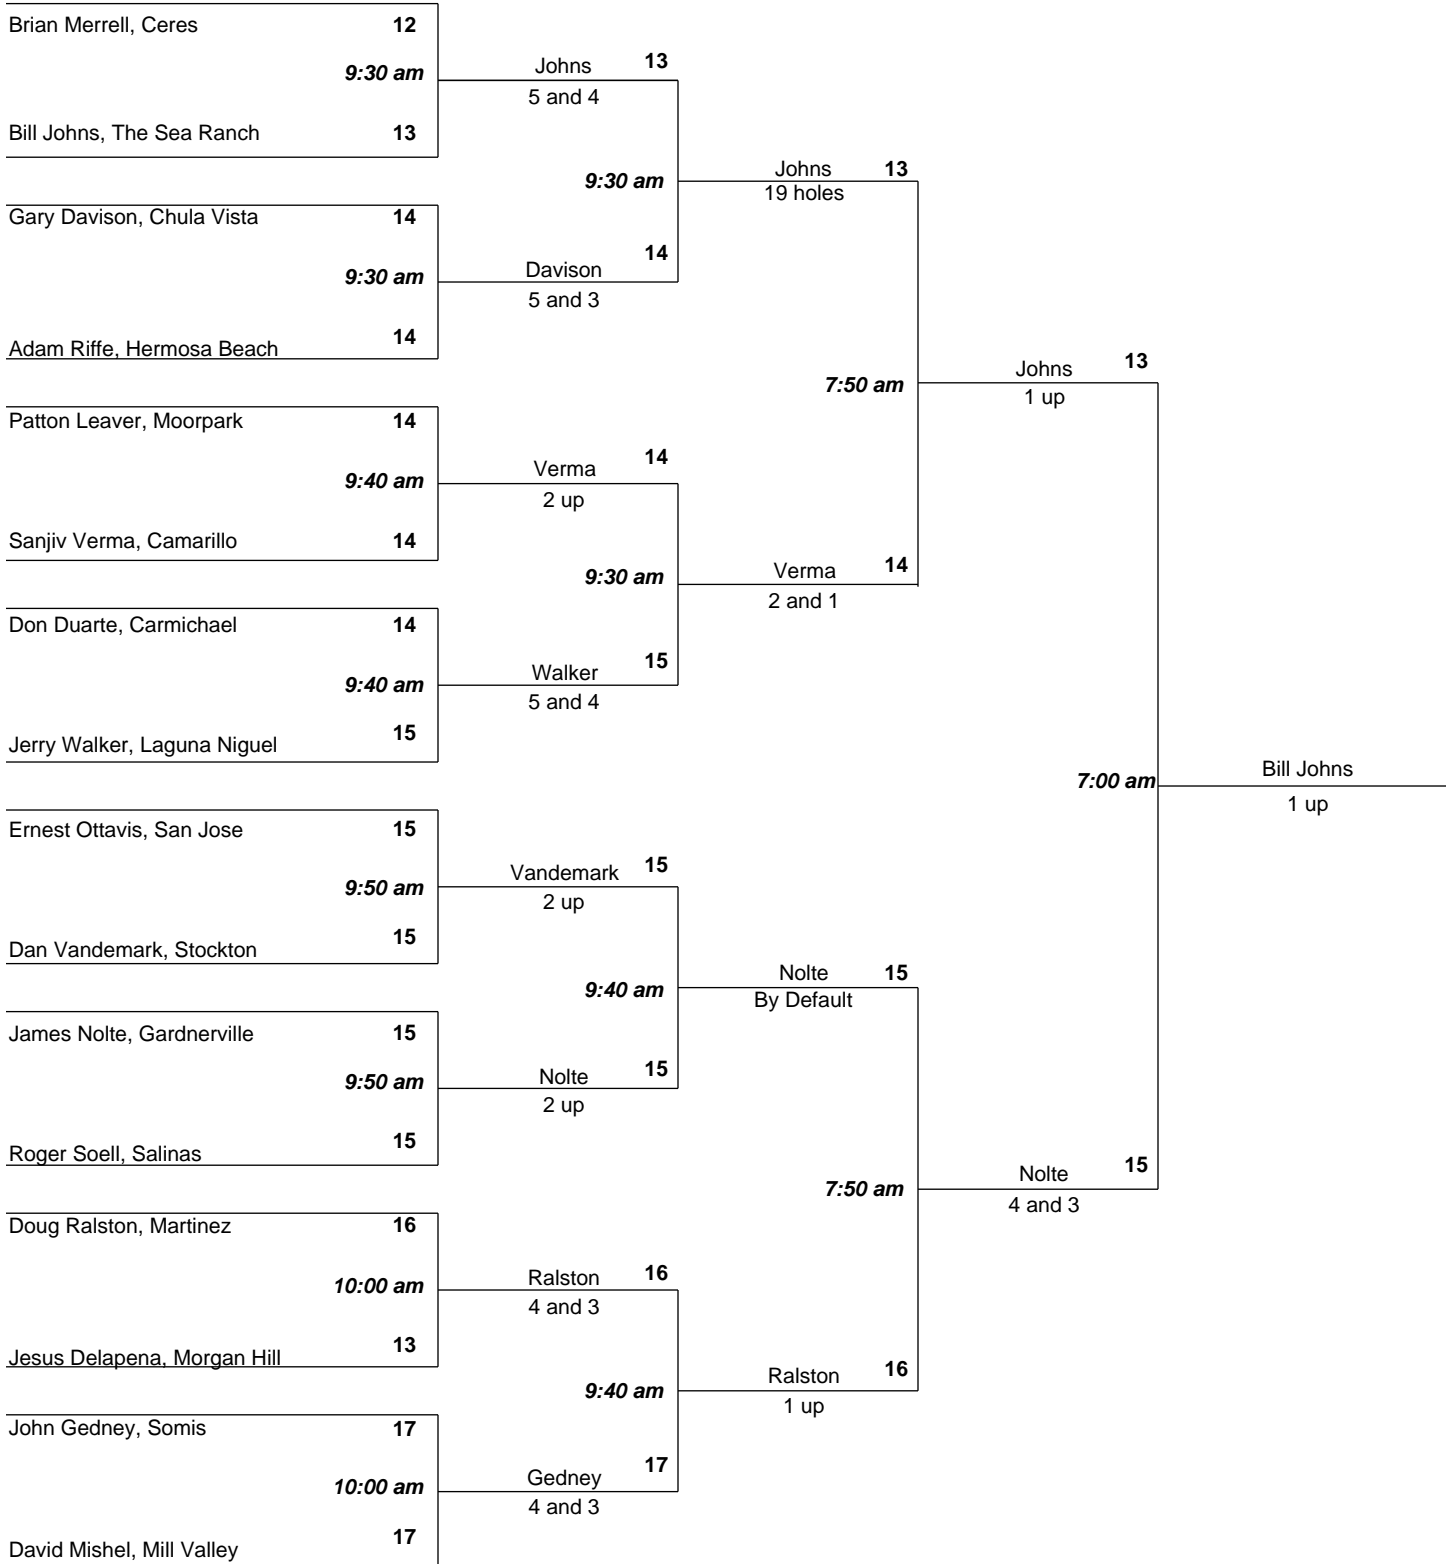 Brian Merrell, Ceres 12
9:30 am
Johns 13
5 and 4
Bill Johns, The Sea Ranch 13
Johns 13
9:30 am
19 holes
Gary Davison, Chula Vista 14
9:30 am
Davison 14
5 and 3
Adam Riffe, Hermosa Beach 14
Johns 13
7:50 am
1 up
Patton Leaver, Moorpark 14
9:40 am
Verma 14
2 up
Sanjiv Verma, Camarillo 14
9:30 am
Verma 14
2 and 1
Don Duarte, Carmichael 14
9:40 am
Walker 15
5 and 4
Jerry Walker, Laguna Niguel 15
7:00 am
Bill Johns
1 up
Ernest Ottavis, San Jose 15
9:50 am
Vandemark 15
2 up
Dan Vandemark, Stockton 15
9:40 am
Nolte 15
By Default
James Nolte, Gardnerville 15
9:50 am
Nolte 15
2 up
Roger Soell, Salinas 15
7:50 am
Nolte 15
4 and 3
Doug Ralston, Martinez 16
10:00 am
Ralston 16
4 and 3
Jesus Delapena, Morgan Hill 13
9:40 am
Ralston 16
1 up
John Gedney, Somis 17
10:00 am
Gedney 17
4 and 3
David Mishel, Mill Valley 17